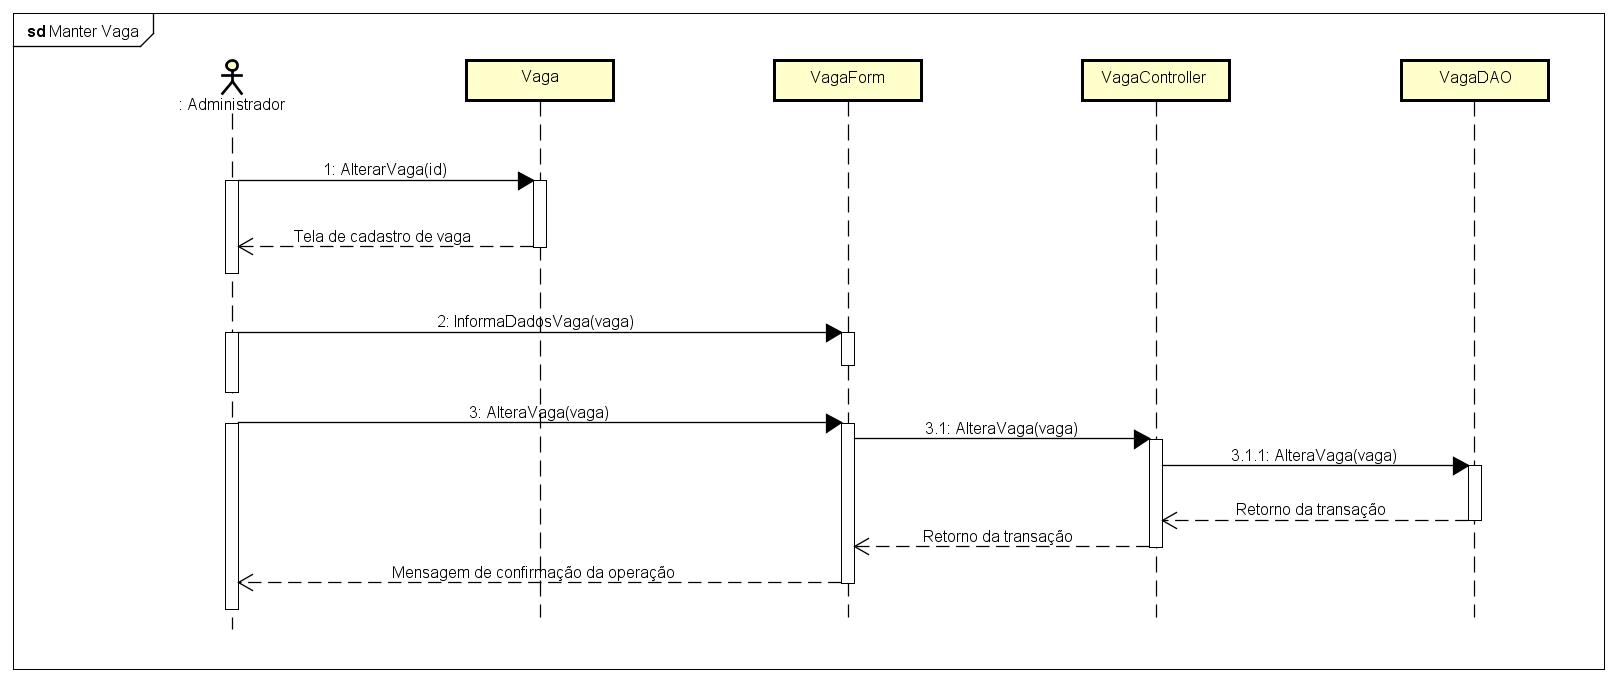 sd Manter Vaga
: Administrador
Vaga
VagaForm
VagaController
VagaDAO
1: AlterarVaga(id)
Tela de cadastro de vaga
2: InformaDadosVaga(vaga)
3: AlteraVaga(vaga)
3.1: AlteraVaga(vaga)
3.1.1: AlteraVaga(vaga)
Retorno da transação
Retorno da transação
Mensagem de confirmação da operação